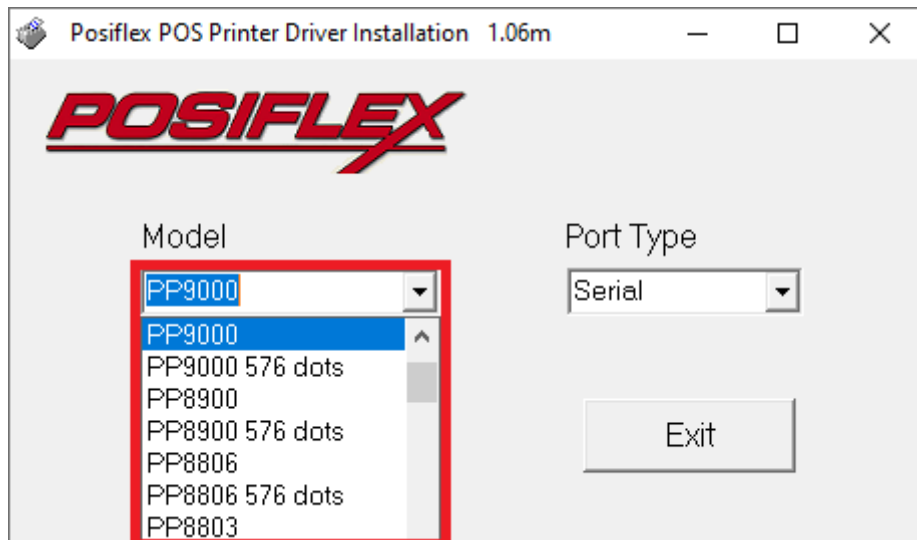 Posiflex POS Printer Driver Installation 1.06m
POSIFLEX
Model
Port Type
PP9000
Serial
PP9000
PP9000 576 dots
PP8900
PP8900 576 dots
PP8806
PP8806 576 dots
PP8803
Exit